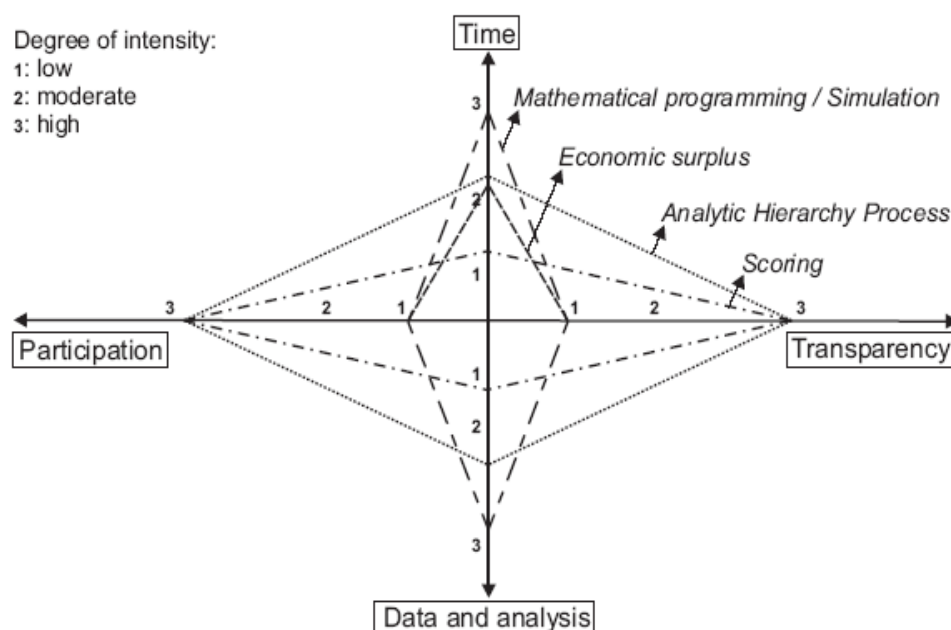 Degree of intensity:
1: low
2: moderate
3: high
Time
3
Mathematical programming / Simulation
Economic surplus
2
Analytic Hierarchy Process
1
Scoring
3
2
1
1
2
3
Participation
Transparency
1
2
3
Data and analysis